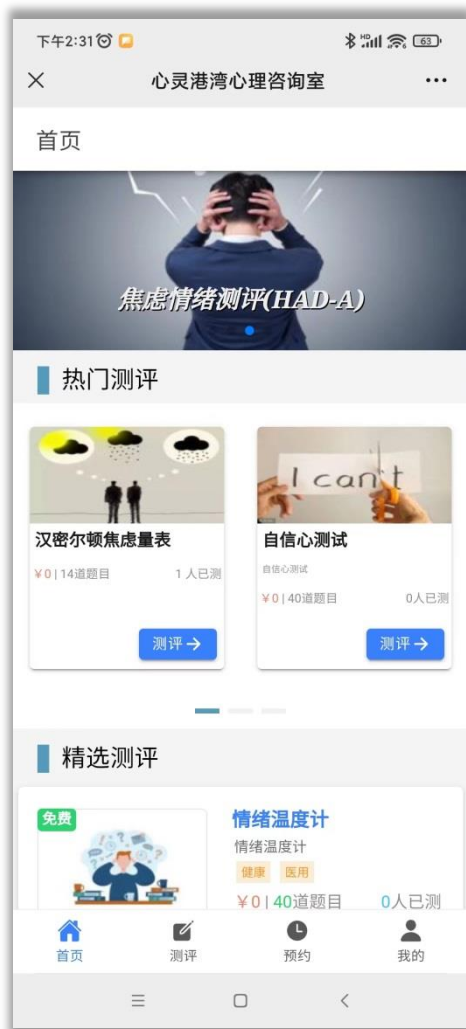 下午2:31
HD
63
心灵港湾心理咨询室
首页
焦虑情绪测评(HAD-A)
热门测评
I can't
汉密尔顿焦虑量表
自信心测试
自信心测试
￥0 | 14道题目 1 人已测
￥0 | 40道题目 0人已测
测评→
测评→
精选测评
免费
情绪温度计
情绪温度计
健康 医用
￥0 | 40道题目 0人已测
首页 测评 预约 我的